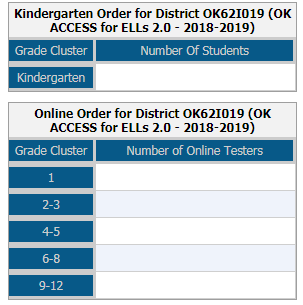 Kindergarten Order for District OK62I019 (OK
ACCESS for ELLs 2.0 - 2018-2019)
Grade Cluster Number Of Students
Kindergarten
Online Order for District OK62I019 (OK
ACCESS for ELLs 2.0 - 2018-2019)
Grade Cluster Number of Online Testers
1
2-3
4-5
6-8
9-12